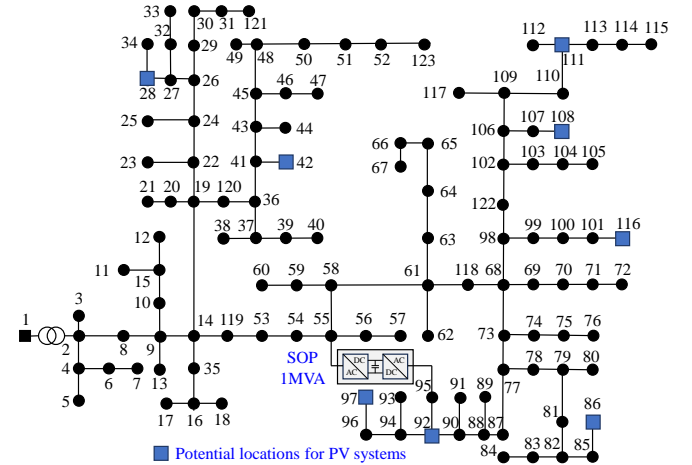 33 30 31 121
34 32 29 49 48 50 51 52 123 112 111 113 114 115
28 27 26 45 46 47 117 109 110
25 24 43 44 66 65 106 107 108
23 22 41 42 67 102 103 104 105
21 20 19 120 36 64 122
12 38 37 39 40 63 98 99 100 101 116
11 15 60 59 58 61 118 68 69 70 71 72
10
1 3 14 119 53 54 55 56 57 62 73 74 75 76
2 8 9
4 6 7 13 35
5 17 16 18
SOP
1MVA
DC
AC
AC
DC
77 78 79 80
97 93 95 91 89 81 86
96 94 92 90 88 87
84 83 82 85
Potential locations for PV systems